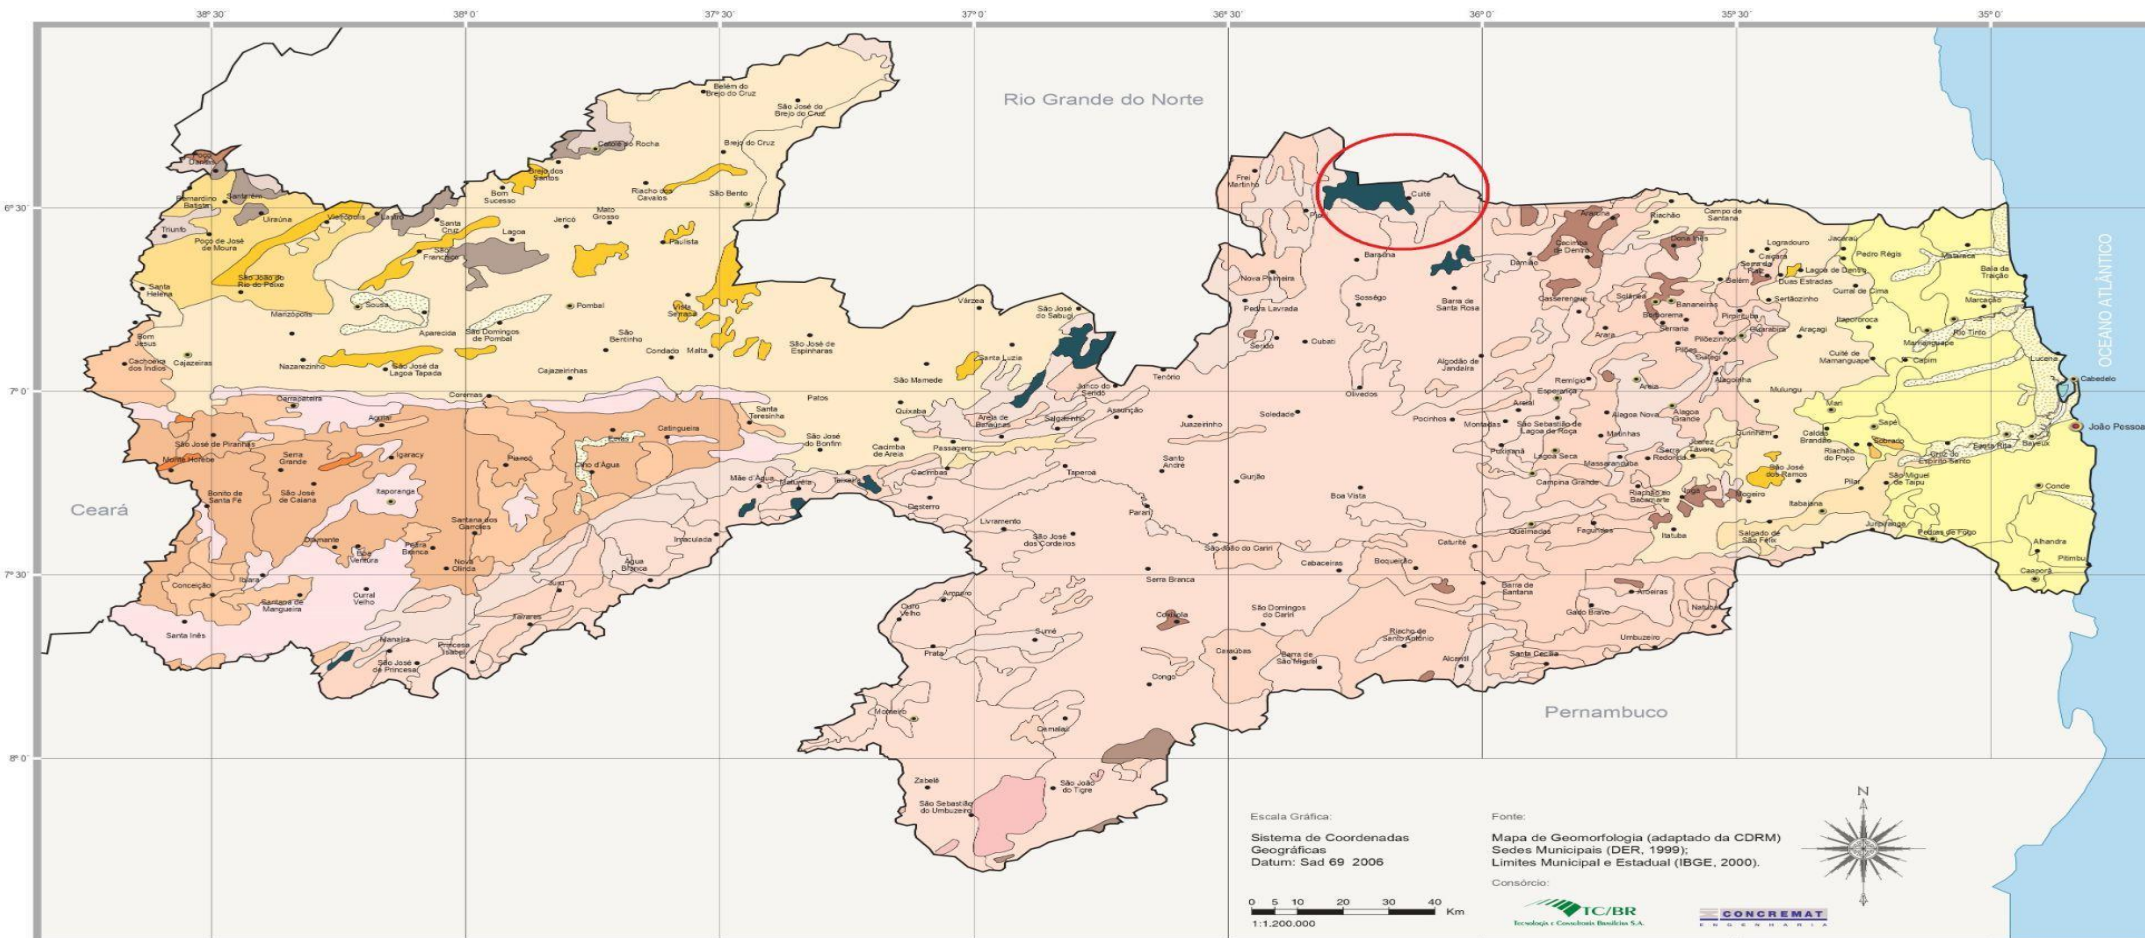 38° 30'
38° 0'
37° 30'
37° 0'
36° 30'
36° 0'
35° 30'
35° 0'
Rio Grande do Norte
Belém do
Brejo do Cruz
São José do
Brejo do Cruz
Catolé do Rocha
Brejo do Cruz
Brejo dos
Santos
Riacho dos
Cavalos
São Bento
Bom
Sucesso
Jericó
Mato
Grosso
Lagoa
Paulista
Bernardino
Batista
Santarém
Uiraúna
Vieirópolis
Lastro
Santa
Cruz
São
Francisco
Triunfo
Poço de José
de Moura
São João do
Rio do Peixe
Santa
Helena
Sousa
Marizópolis
Aparecida
São Domingos
de Pombal
Pombal
Vista
Serrana
São
Bentinho
Condado
Malta
São José de
Espinharas
Bom
Jesus
Cachoeira
dos Índios
Cajazeiras
Nazarezinho
São José da
Lagoa Tapada
Cajazeirinhas
Coremas
Várzea
São José
do Sabugi
Santa Luzia
São Mamede
Patos
Quixaba
Junco do
Seridó
Tenório
Frei
Martinho
Cuité
Nova Palmeira
Baraúna
Pedra Lavrada
Sossêgo
Barra de
Santa Rosa
Damião
Cacimba
de Dentro
Araruna
Riachão
Campo de
Santana
Dona Inês
Logradouro
Caiçara
Serra da
Raiz
Lagoa de Dentro
Duas Estradas
Belém
Sertãozinho
Jacaraú
Pedro Régis
Mataraca
Baía da
Traição
Curral de Cima
Marcação
Rio Tinto
Itapororoca
Mamanguape
Casserengue
Solânea
Bananeiras
Borborema
Serraria
Pirpirituba
Guarabira
Araçagi
Arara
Pilõezinhos
Pilões
Cuitegi
Cuité de
Mamanguape
Capim
Lucena
Seridó
Cubati
Algodão de
Jandaíra
Remígio
Areia
Alagoinha
Mulungu
Mari
Cabedelo
OCEANO ATLÂNTICO
João Pessoa
6° 30'
7° 0'
7° 30'
8° 0'
Carrapateira
Aguiar
São José de Piranhas
Monte Horebe
Serra
Grande
Igaracy
Piancó
Emas
Catingueira
Santa
Teresinha
São José
do Bonfim
Cacimba
de Areia
Passagem
Areia de
Baraúnas
Salgadinho
Assunção
Juazeirinho
Soledade
Olivedos
Pocinhos
Montadas
Areial
Esperança
São Sebastião de
Lagoa de Roça
Alagoa Nova
Alagoa
Grande
Matinhas
Lagoa Seca
Puxinanã
Massaranduba
Serra
Redonda
Juarez
Távora
Gurinhém
Caldas
Brandão
Sapé
Sobrado
Riachão
do Poço
Cruz do
Espírito Santo
Santa Rita
Bayeux
Bonito de
Santa Fé
São José
de Caiana
Itaporanga
Olho d'Água
Mãe d'Água
Maturéia
Teixeira
Cacimbas
Desterro
Taperoá
Santo
André
Gurjão
Boa Vista
Campina Grande
Riachão do
Bacamarte
Ingá
Mogeiro
São José
dos Ramos
Pilar
São Miguel
de Taipu
Itabaiana
Conde
Ceará
Diamante
Boa
Ventura
Pedra
Branca
Santana dos
Garrotes
Nova
Olinda
Imaculada
Livramento
São José
dos Cordeiros
Parari
São João do Cariri
Queimadas
Fagundes
Itatuba
Salgado de
São Félix
Juripiranga
Pedras de Fogo
Alhandra
Pitimbu
Caaporã
Conceição
Ibiara
Santana de
Mangueira
Curral
Velho
Juru
Água
Branca
Tavares
Serra Branca
Cabaceiras
Boqueirão
Caturité
Barra de
Santana
Aroeiras
Gado Bravo
Natuba
Santa Inês
Manaíra
São José
de Princesa
Princesa
Isabel
Ouro
Velho
Amparo
Prata
Sumé
Coxixola
São Domingos
do Cariri
Riacho de
Santo Antônio
Umbuzeiro
Caraúbas
Barra de
São Miguel
Alcantil
Santa Cecília
Congo
Monteiro
Camalaú
Pernambuco
Zabelê
São Sebastião
do Umbuzeiro
São João
do Tigre
Escala Gráfica:
Sistema de Coordenadas
Geográficas
Datum: Sad 69 2006
0 5 10 20 30 40 Km
1:1.200.000
Fonte:
Mapa de Geomorfologia (adaptado da CDRM)
Sedes Municipais (DER, 1999);
Limites Municipal e Estadual (IBGE, 2000).
Consórcio:
TC/BR
Tecnologia e Consultoria Brasileira S.A.
CONCREMAT
ENGENHARIA
N